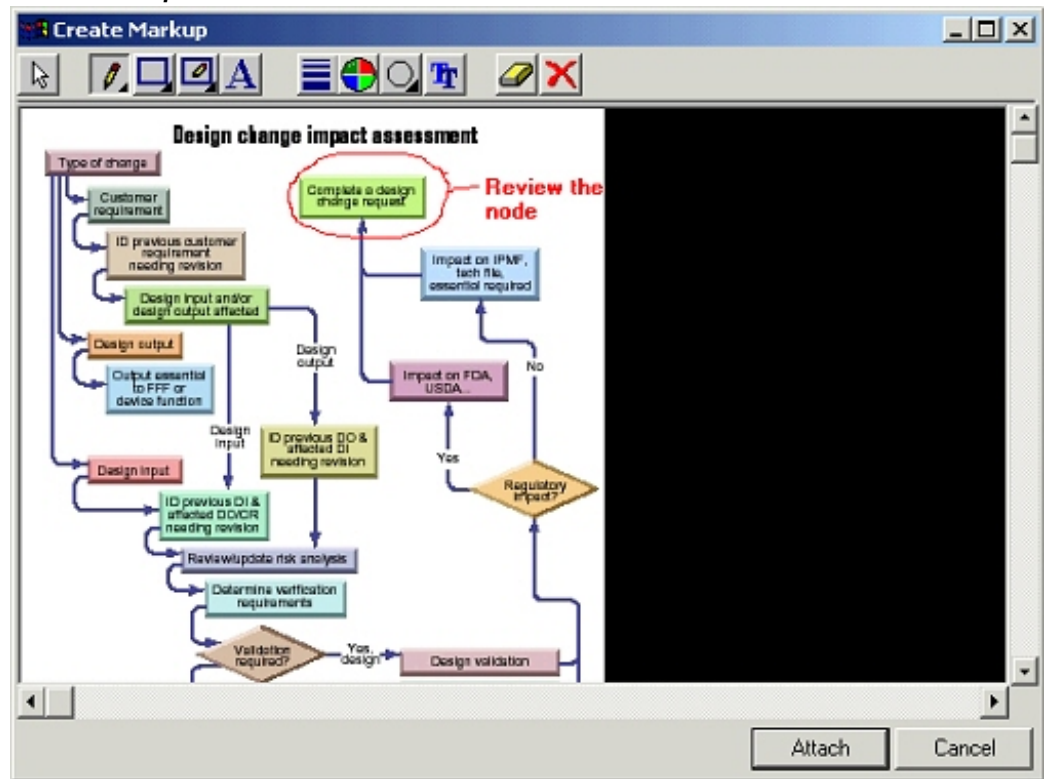 Create Markup
A
TT
Design change impact assessment
Type of change
Customer
requirement
ID previous customer
requirement
needing revision
Design input and/or
design output affected
Design output
Output essential
to FFF or
device function
Design
output
Design
input
Design input
ID previous DO &
affected DI
needing revision
ID previous DI &
affected DO/CR
needing revision
Review/update risk analysis
Determine verification
requirements
Validation
required?
Yes,
design
Design validation
Complete a design
change request
Review the
node
Impact on IPMF,
tech file,
essential required
No
Impact on FDA,
USDA...
Yes
Regulatory
impact?
Attach
Cancel